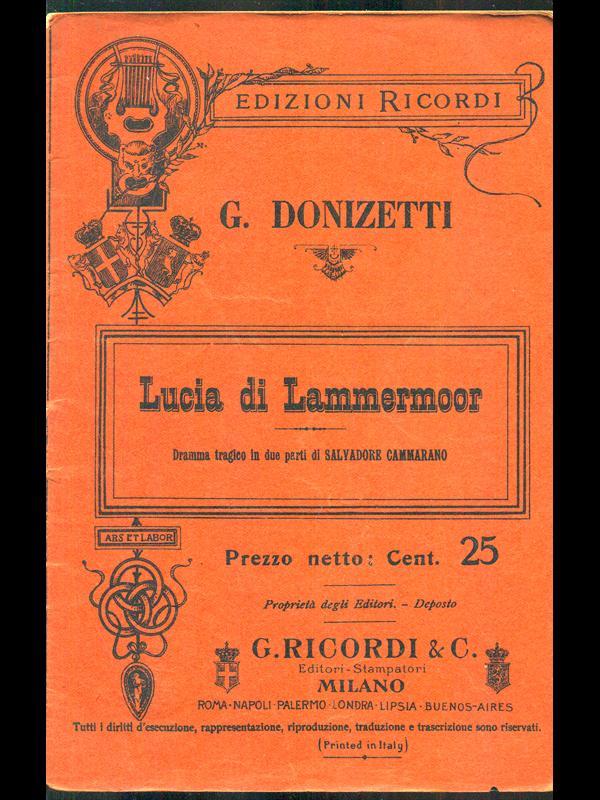 EDIZIONI RICORDI
G. DONIZETTI
Lucia di Lammermoor
Dramma tragico in due parti di SALVADORE CAMMARANO
ARS ET LABOR
Prezzo netto: Cent. 25
Proprietà degli Editori. – Deposto
G. RICORDI & C.
Editori-Stampatori
MILANO
ROMA·NAPOLI·PALERMO·LONDRA·LIPSIA·BUENOS-AIRES
Tutti i diritti d'esecuzione, rappresentazione, riproduzione, traduzione e trascrizione sono riservati.
(Printed in Italy)